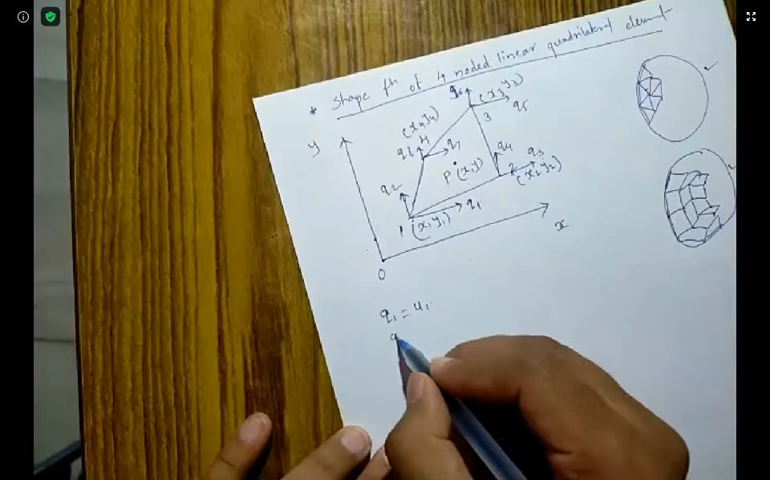 * Shape fn of 4 noded linear quadrilateral element
y
q6
(x3 y3)
q5
3
(x4 y4)
q8
4
q7
q4
q3
P (x,y)
2
(x2 y2)
q2
q1
1 (x1 y1)
x
0
q1 = u1
q